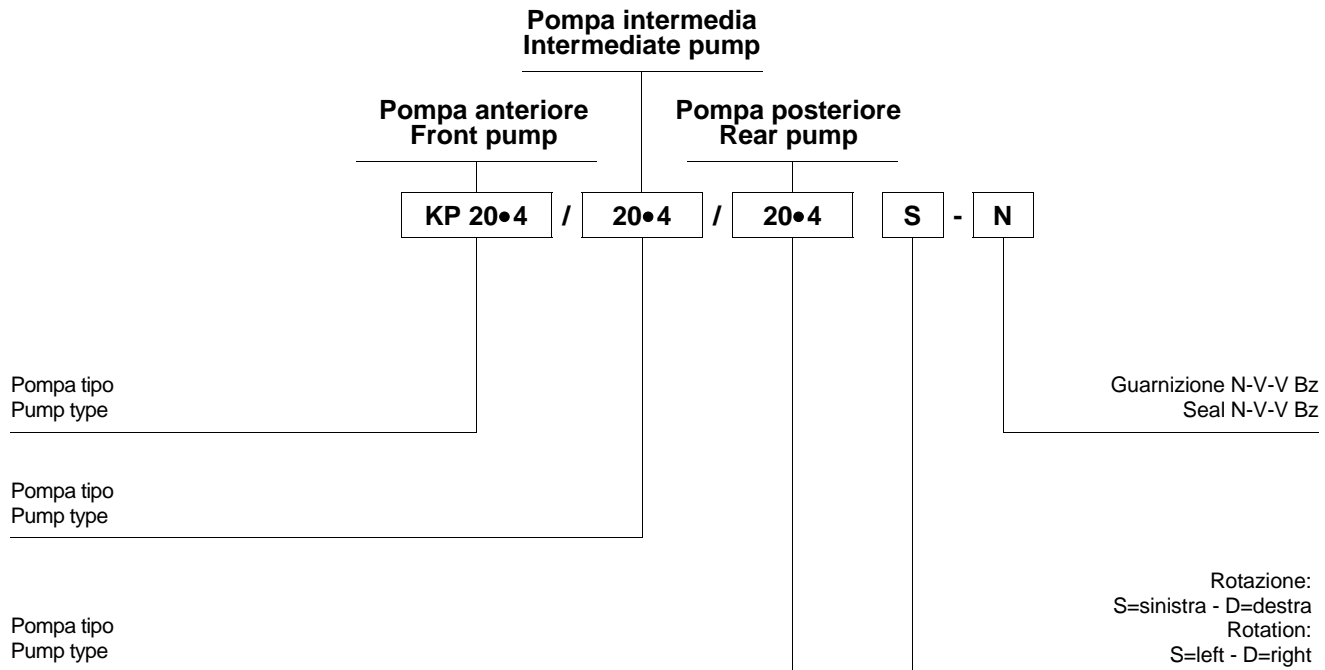 Pompa intermedia
Intermediate pump
Pompa anteriore
Front pump
Pompa posteriore
Rear pump
KP 20•4 / 20•4 / 20•4 S - N
Pompa tipo
Pump type
Guarnizione N-V-V Bz
Seal N-V-V Bz
Pompa tipo
Pump type
Rotazione:
S=sinistra - D=destra
Rotation:
S=left - D=right
Pompa tipo
Pump type